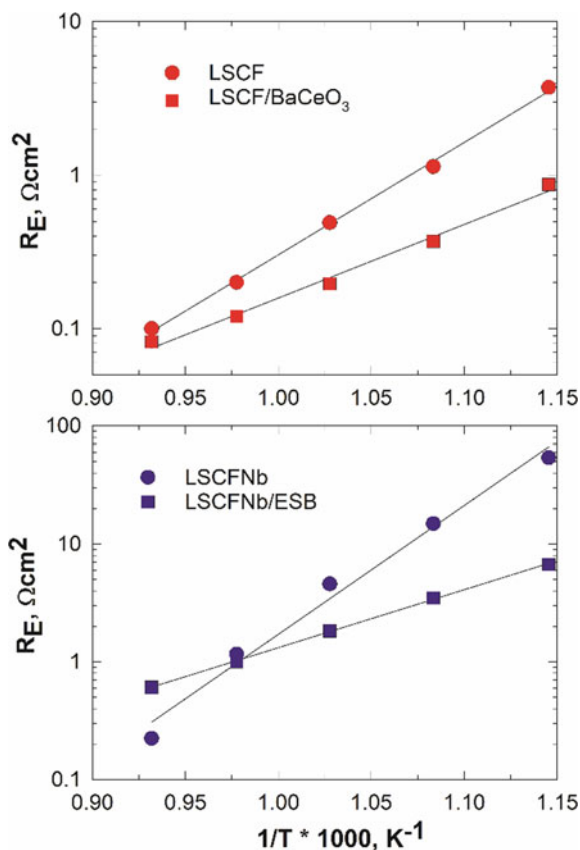 10
LSCF
LSCF/BaCeO₃
1
0.1
R_E, Ωcm²
0.90 0.95 1.00 1.05 1.10 1.15
100
LSCFNb
LSCFNb/ESB
10
1
0.1
R_E, Ωcm²
0.90 0.95 1.00 1.05 1.10 1.15
1/T * 1000, K⁻¹